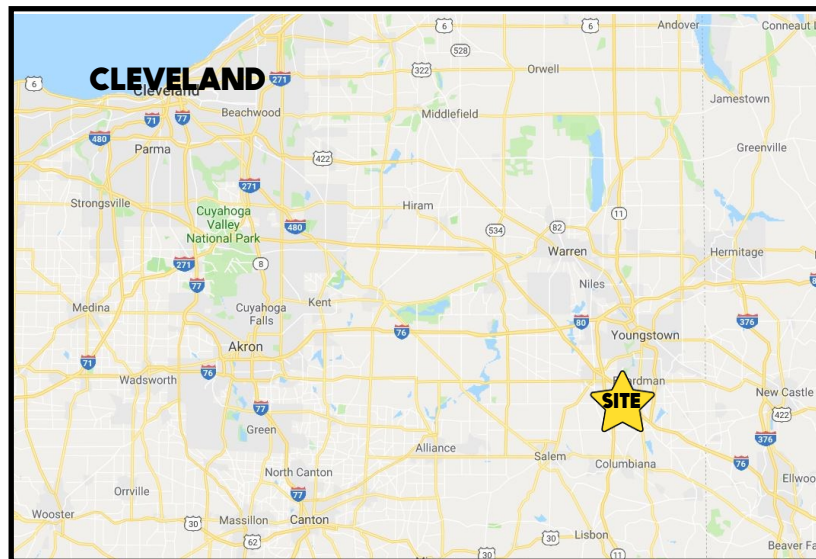 6
Andover
Conneaut L
6
528
322
Orwell
CLEVELAND
Cleveland
271
6
Jamestown
Beachwood
Middlefield
71
77
480
Parma
Greenville
422
271
Strongsville
Cuyahoga
Valley
National Park
Hiram
11
480
534
82
Warren
Hermitage
271
8
77
Niles
Medina
Cuyahoga
Falls
Kent
80
376
76
Youngstown
Akron
71
76
Wadsworth
Boardman
SITE
New Castle
77
422
Green
376
Alliance
Salem
Columbiana
76
North Canton
Ellwoo
77
Orrville
Wooster
30
Massillon
Canton
62
Lisbon
30
30
11
Beaver Fa